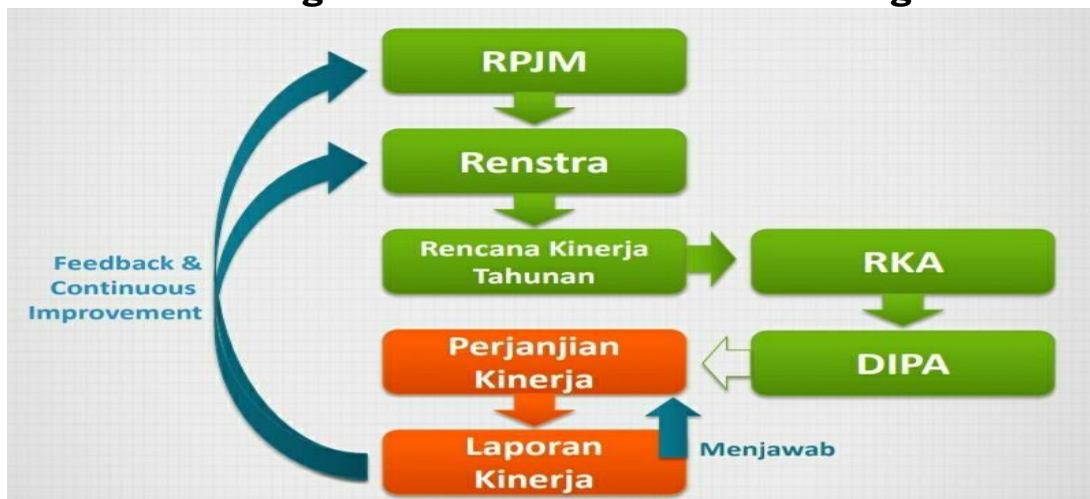 RPJM
Renstra
Rencana Kinerja
Tahunan
RKA
Feedback &
Continuous
Improvement
Perjanjian
Kinerja
DIPA
Laporan
Kinerja
Menjawab